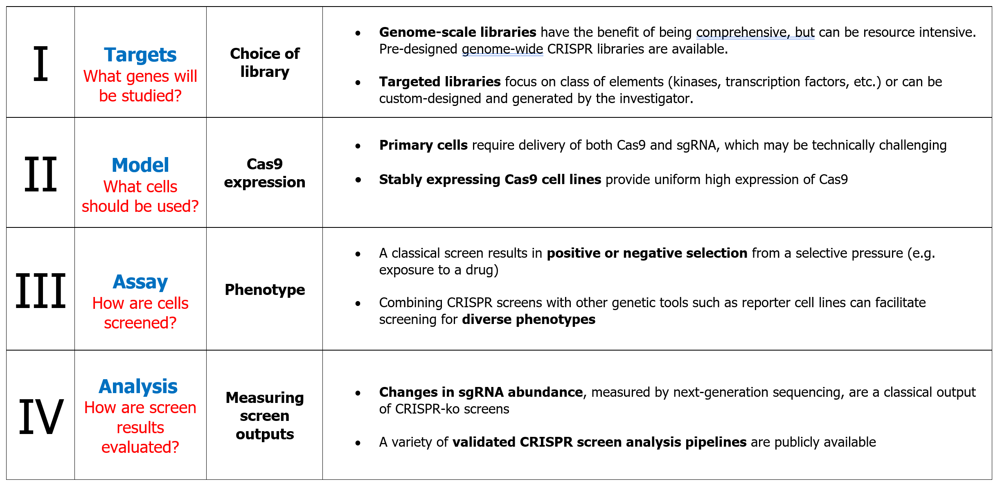 I
Targets
What genes will
be studied?
Choice of
library
• Genome-scale libraries have the benefit of being comprehensive, but can be resource intensive.
Pre-designed genome-wide CRISPR libraries are available.
• Targeted libraries focus on class of elements (kinases, transcription factors, etc.) or can be
custom-designed and generated by the investigator.
II
Model
What cells
should be used?
Cas9
expression
• Primary cells require delivery of both Cas9 and sgRNA, which may be technically challenging
• Stably expressing Cas9 cell lines provide uniform high expression of Cas9
III
Assay
How are cells
screened?
Phenotype
• A classical screen results in positive or negative selection from a selective pressure (e.g.
exposure to a drug)
• Combining CRISPR screens with other genetic tools such as reporter cell lines can facilitate
screening for diverse phenotypes
IV
Analysis
How are screen
results
evaluated?
Measuring
screen
outputs
• Changes in sgRNA abundance, measured by next-generation sequencing, are a classical output
of CRISPR-ko screens
• A variety of validated CRISPR screen analysis pipelines are publicly available